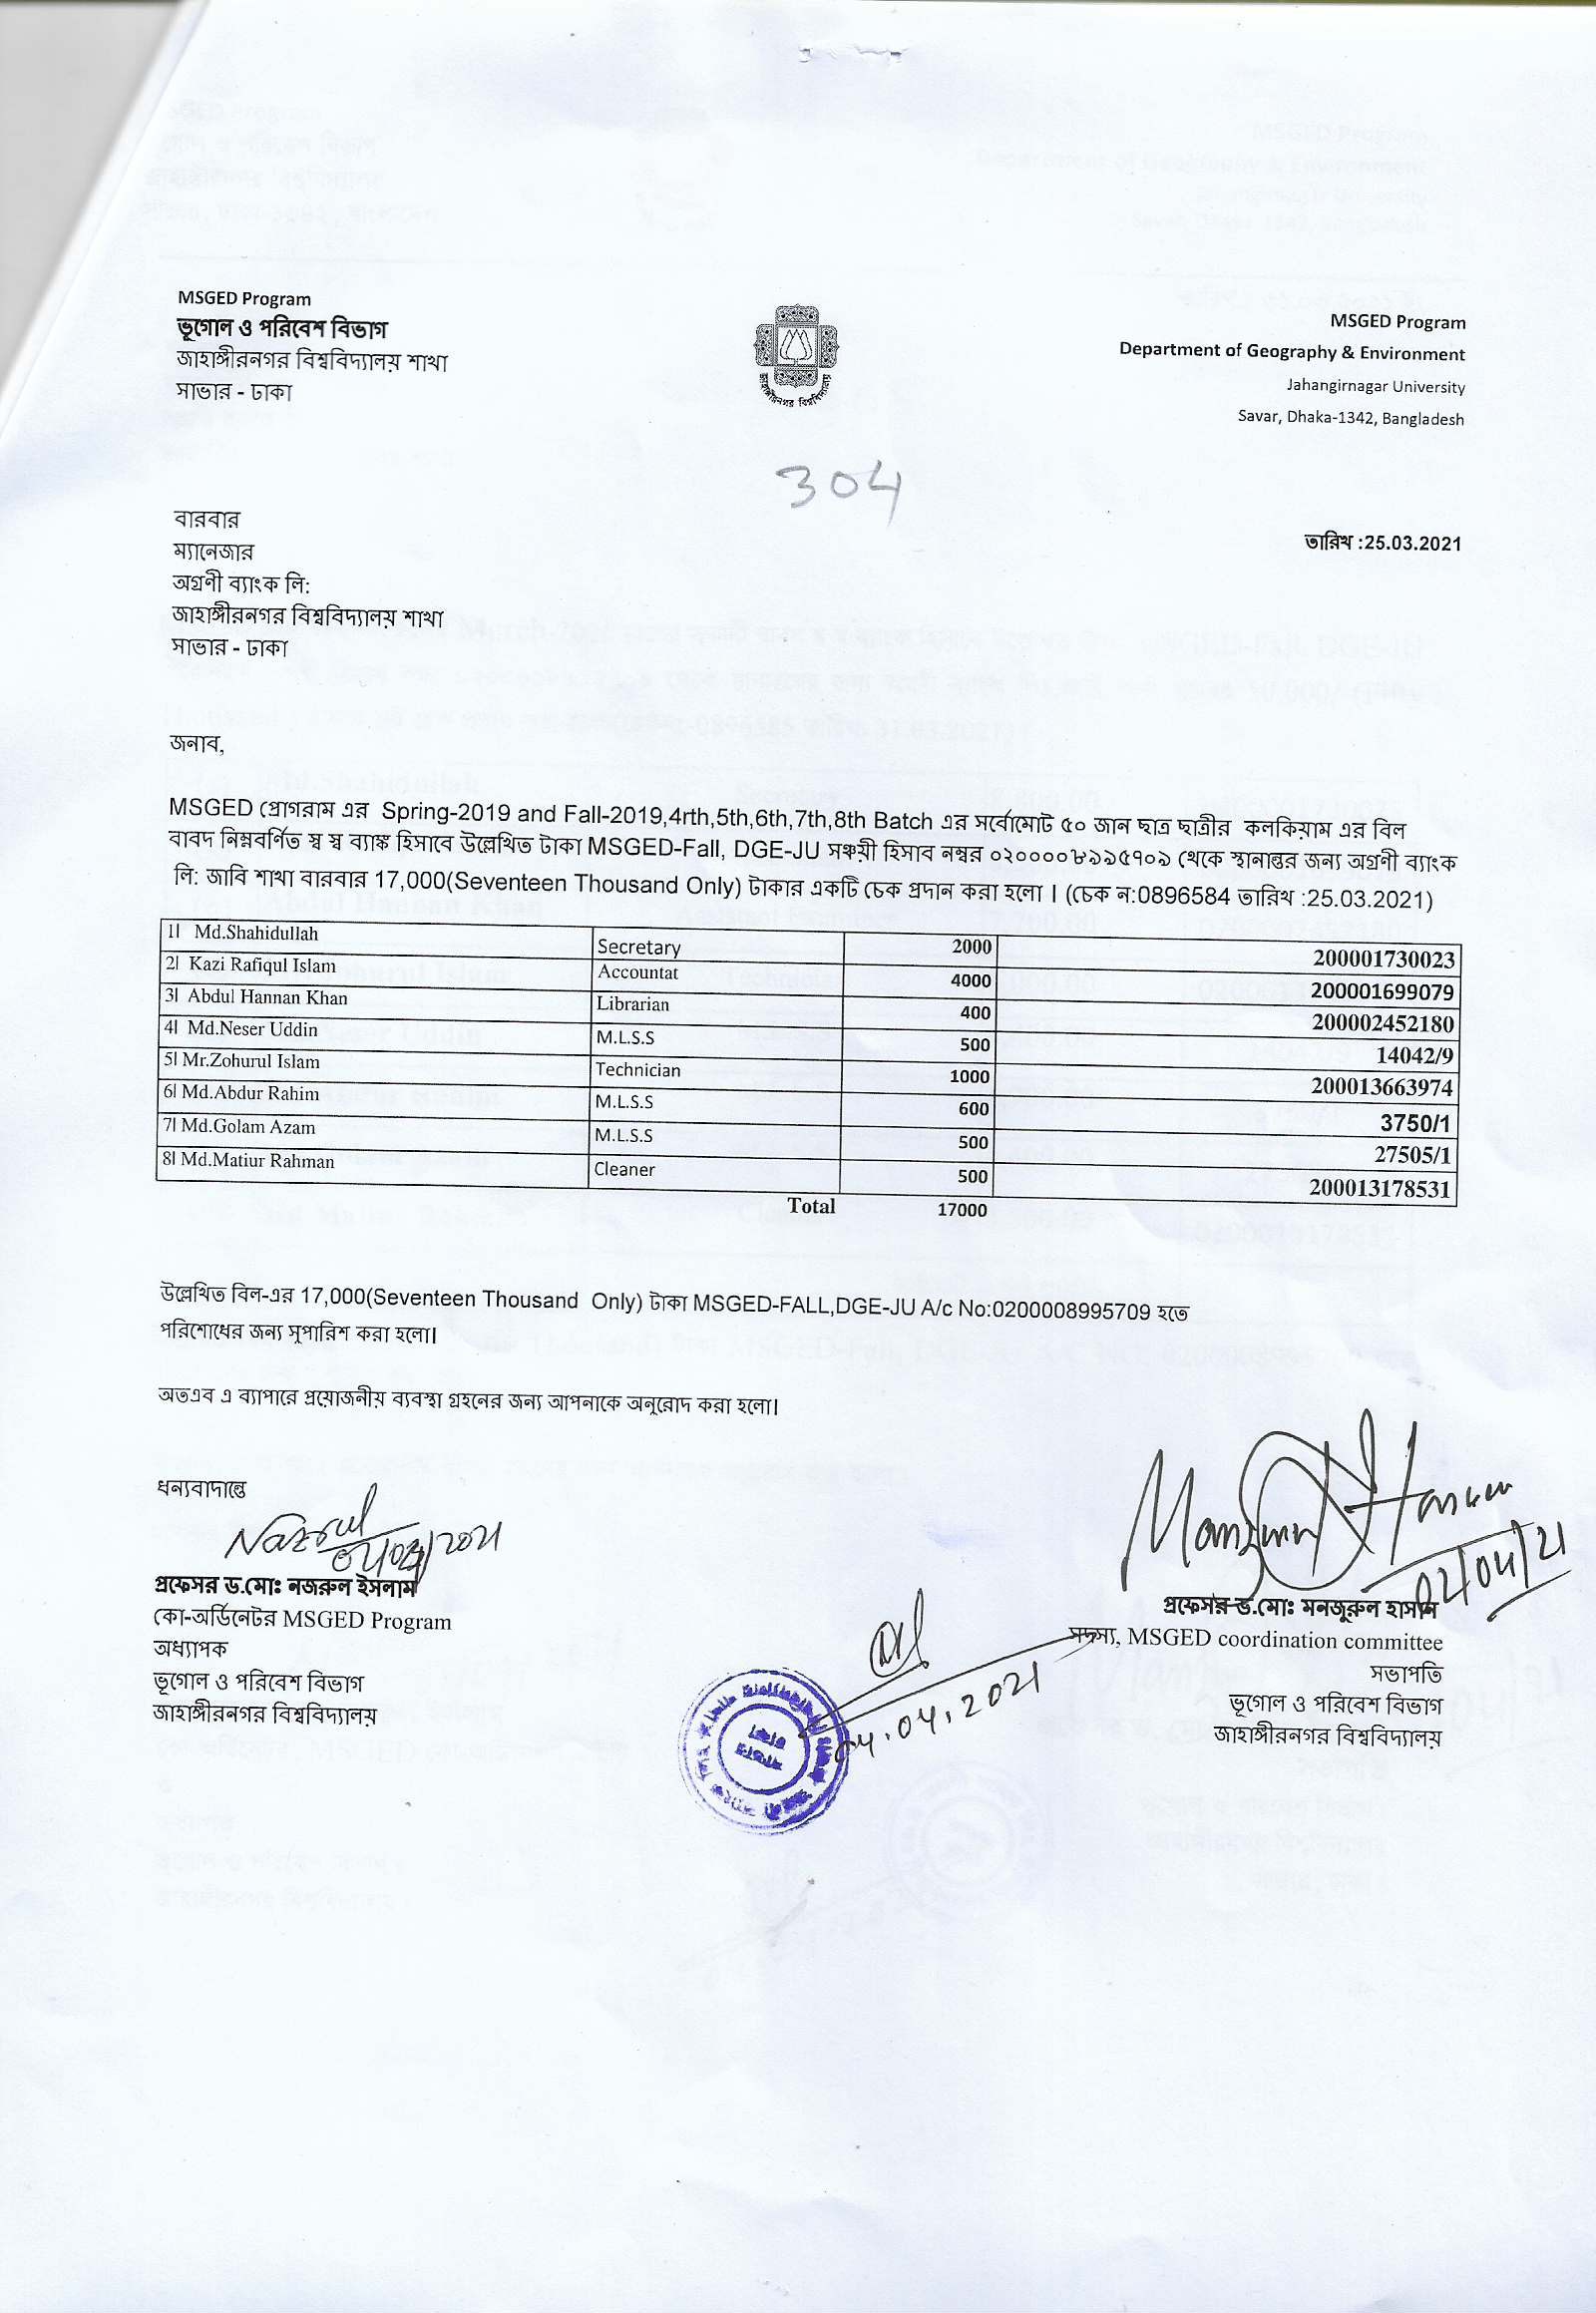 MSGED Program
ভূগোল ও পরিবেশ বিভাগ
জাহাঙ্গীরনগর বিশ্ববিদ্যালয় শাখা
সাভার - ঢাকা
জাহাঙ্গীরনগর বিশ্ববিদ্যালয়
MSGED Program
Department of Geography & Environment
Jahangirnagar University
Savar, Dhaka-1342, Bangladesh
304
বারবার
ম্যানেজার
অগ্রণী ব্যাংক লি:
জাহাঙ্গীরনগর বিশ্ববিদ্যালয় শাখা
সাভার - ঢাকা
তারিখ :25.03.2021
জনাব,
MSGED প্রোগরাম এর Spring-2019 and Fall-2019,4rth,5th,6th,7th,8th Batch এর সর্বোমোট ৫০ জান ছাত্র ছাত্রীর কলকিয়াম এর বিল
বাবদ নিম্নবর্ণিত স্ব স্ব ব্যাঙ্ক হিসাবে উল্লেখিত টাকা MSGED-Fall, DGE-JU সঞ্চয়ী হিসাব নম্বর ০২০০০০৮৯৯৫৭০৯ থেকে স্থানান্তর জন্য অগ্রণী ব্যাংক
লি: জাবি শাখা বারবার 17,000(Seventeen Thousand Only) টাকার একটি চেক প্রদান করা হলো । (চেক ন:0896584 তারিখ :25.03.2021)
1। Md.Shahidullah Secretary 2000 200001730023
2। Kazi Rafiqul Islam Accountat 4000 200001699079
3। Abdul Hannan Khan Librarian 400 200002452180
4। Md.Neser Uddin M.L.S.S 500 14042/9
5। Mr.Zohurul Islam Technician 1000 200013663974
6। Md.Abdur Rahim M.L.S.S 600 3750/1
7। Md.Golam Azam M.L.S.S 500 27505/1
8। Md.Matiur Rahman Cleaner 500 200013178531
Total 17000
উল্লেখিত বিল-এর 17,000(Seventeen Thousand Only) টাকা MSGED-FALL,DGE-JU A/c No:0200008995709 হতে
পরিশোধের জন্য সুপারিশ করা হলো।
অতএব এ ব্যাপারে প্রয়োজনীয় ব্যবস্থা গ্রহনের জন্য আপনাকে অনুরোদ করা হলো।
ধন্যবাদান্তে
Nazrul
02/04/2021
প্রফেসর ড.মোঃ নজরুল ইসলাম
কো-অর্ডিনেটর MSGED Program
অধ্যাপক
ভূগোল ও পরিবেশ বিভাগ
জাহাঙ্গীরনগর বিশ্ববিদ্যালয়
02/04/21
প্রফেসর ড.মোঃ মনজুরুল হাসান
সদস্য, MSGED coordination committee
সভাপতি
ভূগোল ও পরিবেশ বিভাগ
জাহাঙ্গীরনগর বিশ্ববিদ্যালয়
04.04.2021